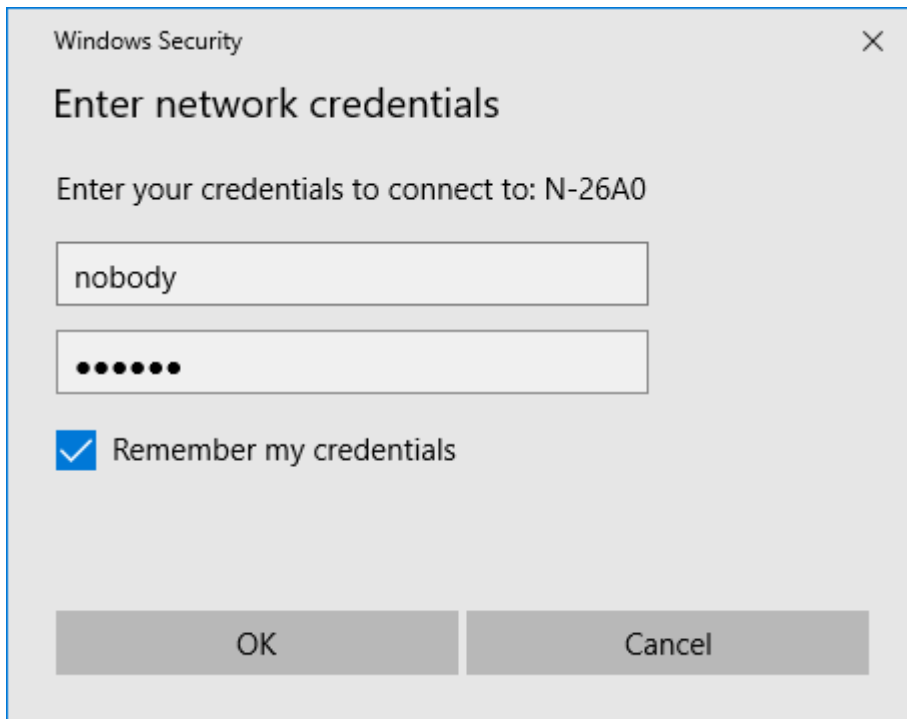 Windows Security
Enter network credentials
Enter your credentials to connect to: N-26A0
nobody
••••••
Remember my credentials
OK
Cancel